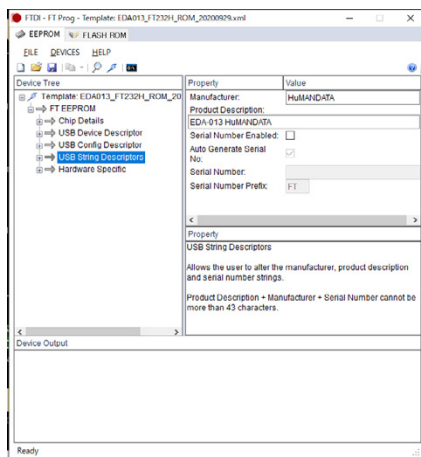 FTDI - FT Prog - Template: EDA013_FT232H_ROM_20200929.xml
EEPROM FLASH ROM
FILE DEVICES HELP
Device Tree
Template: EDA013_FT232H_ROM_20
FT EEPROM
Chip Details
USB Device Descriptor
USB Config Descriptor
USB String Descriptors
Hardware Specific
Property Value
Manufacturer: HuMANDATA
Product Description:
EDA-013 HuMANDATA
Serial Number Enabled:
Auto Generate Serial
No:
Serial Number:
Serial Number Prefix: FT
Property
USB String Descriptors
Allows the user to alter the manufacturer, product description
and serial number strings.
Product Description + Manufacturer + Serial Number cannot be
more than 43 characters.
Device Output
Ready